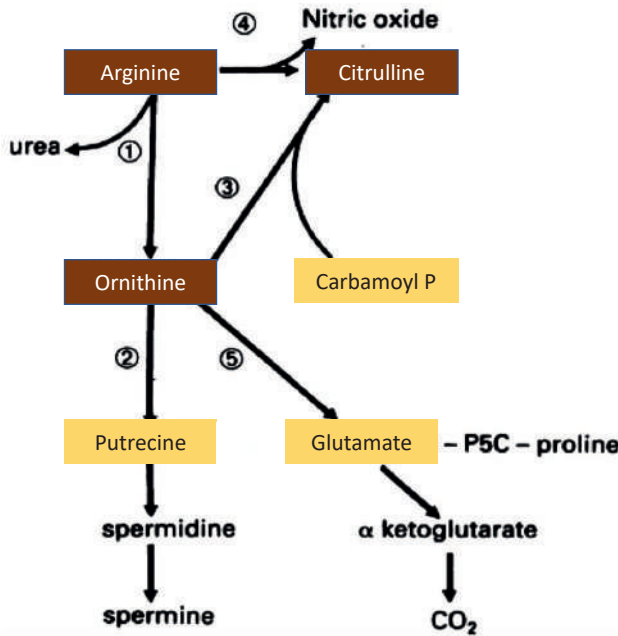 ④ Nitric oxide
Arginine Citrulline
urea ①
③
Ornithine Carbamoyl P
② ⑤
Putrecine Glutamate – P5C – proline
spermidine α ketoglutarate
spermine CO₂